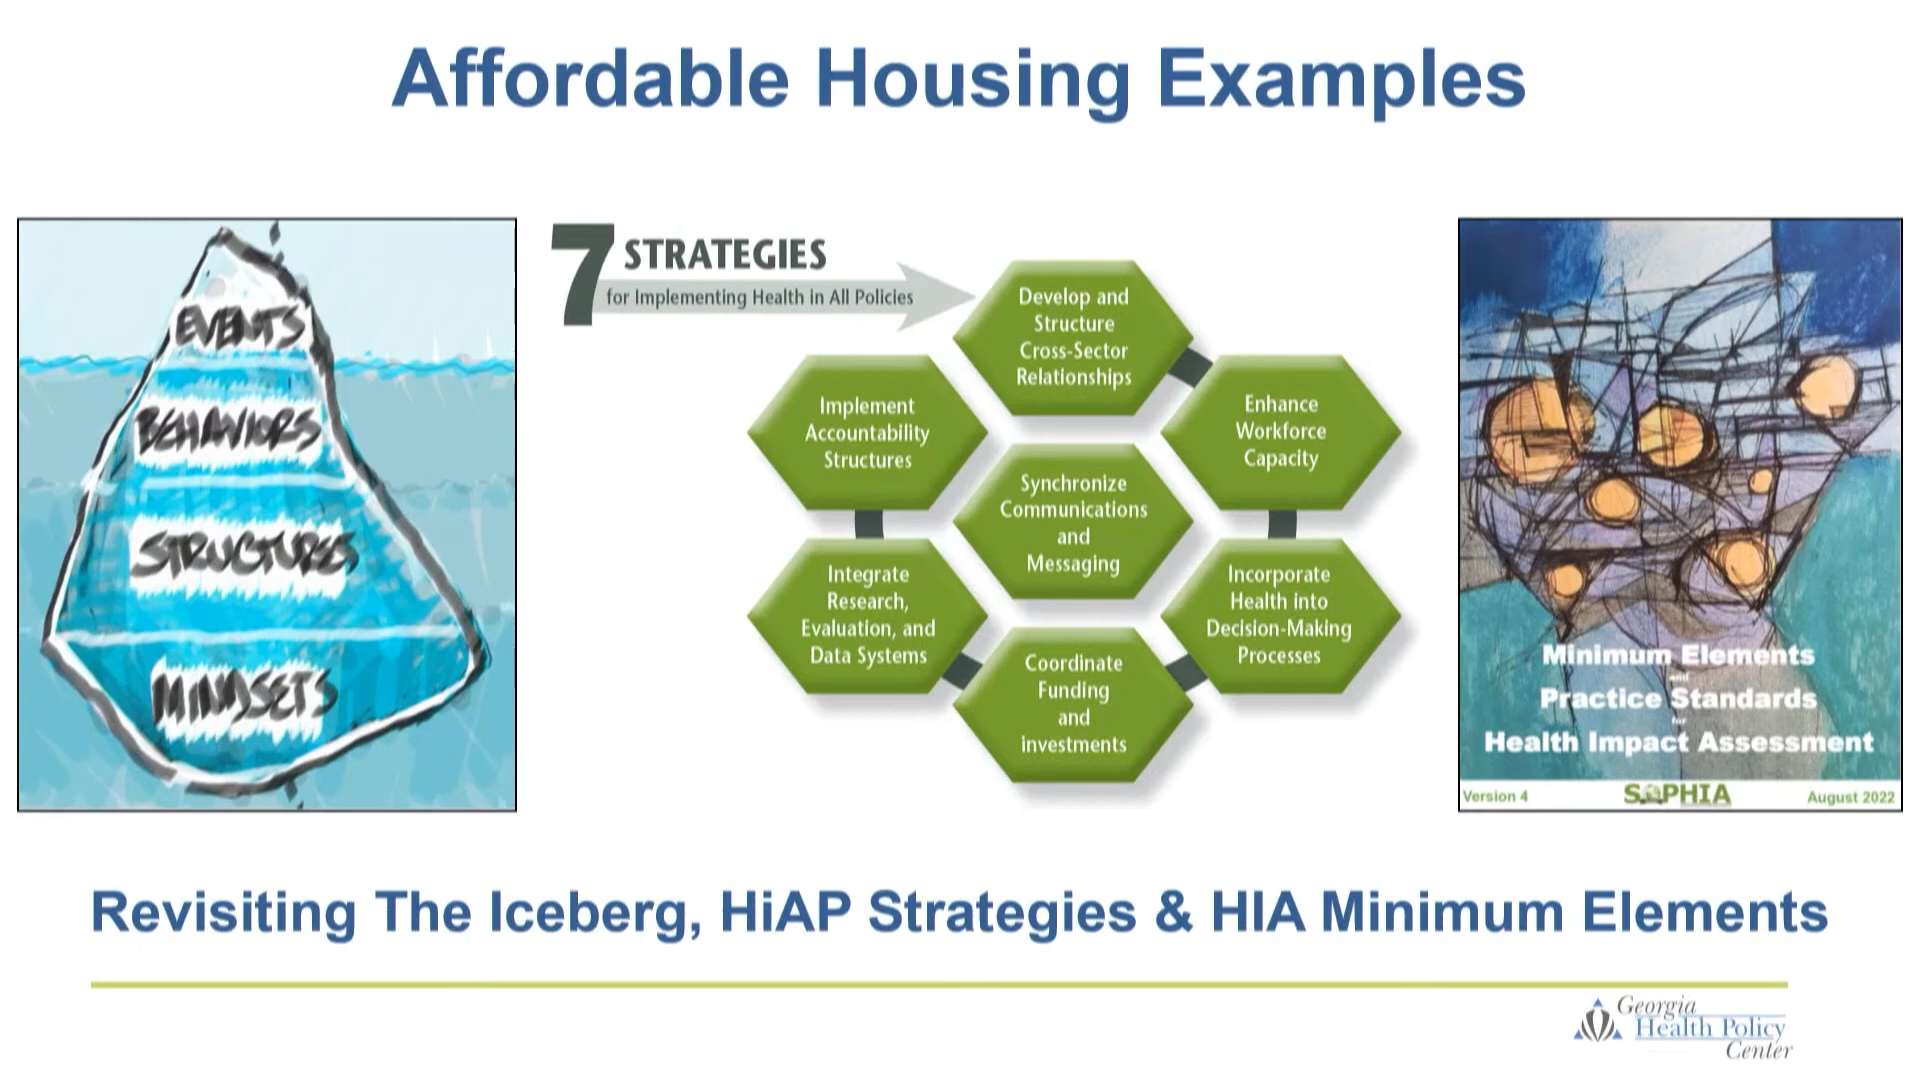 Affordable Housing Examples
EVENTS
BEHAVIORS
STRUCTURES
MINDSETS
7 STRATEGIES
for Implementing Health in All Policies
Develop and
Structure
Cross-Sector
Relationships
Enhance
Workforce
Capacity
Incorporate
Health into
Decision-Making
Processes
Coordinate
Funding
and
investments
Integrate
Research,
Evaluation, and
Data Systems
Implement
Accountability
Structures
Synchronize
Communications
and
Messaging
Minimum Elements
and
Practice Standards
for
Health Impact Assessment
Version 4 SOPHIA August 2022
Revisiting The Iceberg, HiAP Strategies & HIA Minimum Elements
Georgia
Health Policy
Center